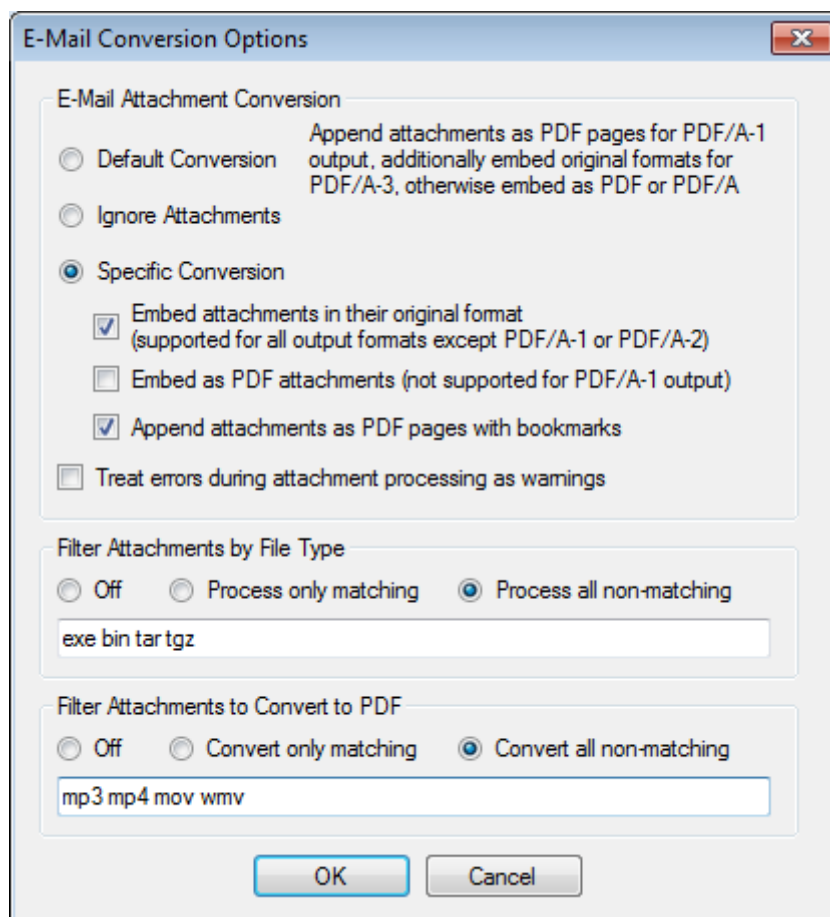 E-Mail Conversion Options
E-Mail Attachment Conversion
Default Conversion
Append attachments as PDF pages for PDF/A-1
output, additionally embed original formats for
PDF/A-3, otherwise embed as PDF or PDF/A
Ignore Attachments
Specific Conversion
Embed attachments in their original format
(supported for all output formats except PDF/A-1 or PDF/A-2)
Embed as PDF attachments (not supported for PDF/A-1 output)
Append attachments as PDF pages with bookmarks
Treat errors during attachment processing as warnings
Filter Attachments by File Type
Off Process only matching Process all non-matching
exe bin tar tgz
Filter Attachments to Convert to PDF
Off Convert only matching Convert all non-matching
mp3 mp4 mov wmv
OK Cancel